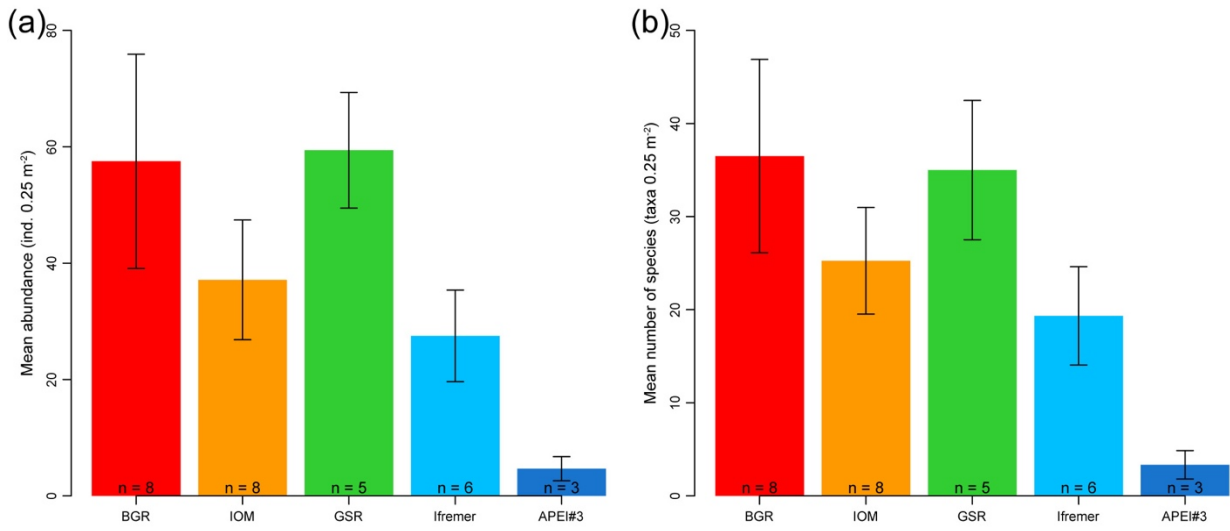 (a)
Mean abundance (ind. 0.25 m⁻²)
80
60
40
20
0
n = 8
n = 8
n = 5
n = 6
n = 3
BGR
IOM
GSR
Ifremer
APEI#3
(b)
Mean number of species (taxa 0.25 m⁻²)
50
40
30
20
10
0
n = 8
n = 8
n = 5
n = 6
n = 3
BGR
IOM
GSR
Ifremer
APEI#3